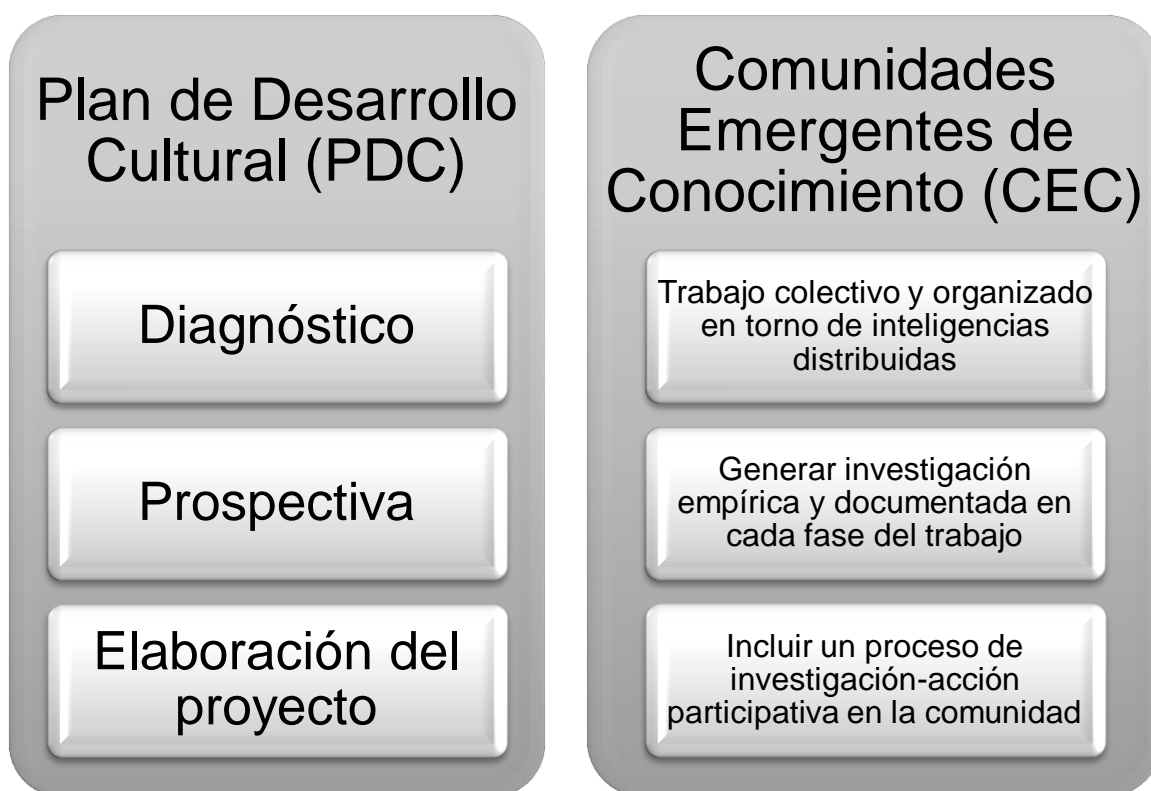 Plan de Desarrollo
Cultural (PDC)
Diagnóstico
Prospectiva
Elaboración del
proyecto
Comunidades
Emergentes de
Conocimiento (CEC)
Trabajo colectivo y organizado
en torno de inteligencias
distribuidas
Generar investigación
empírica y documentada en
cada fase del trabajo
Incluir un proceso de
investigación-acción
participativa en la comunidad